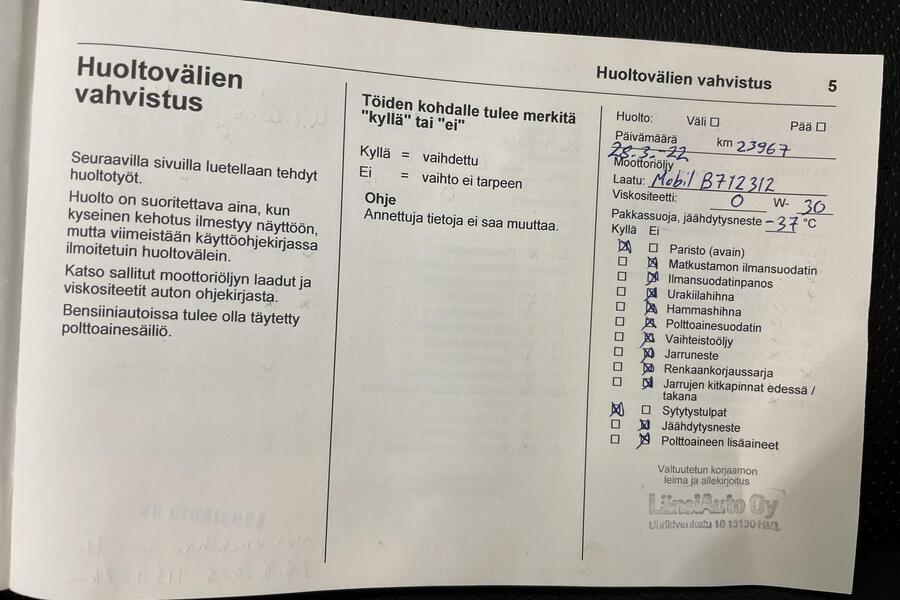 Huoltovälien
vahvistus
Seuraavilla sivuilla luetellaan tehdyt
huoltotyöt.
Huolto on suoritettava aina, kun
kyseinen kehotus ilmestyy näyttöön,
mutta viimeistään käyttöohjekirjassa
ilmoitetuin huoltovälein.
Katso sallitut moottoriöljyn laadut ja
viskositeetit auton ohjekirjasta.
Bensiiniautoissa tulee olla täytetty
polttoainesäiliö.
Töiden kohdalle tulee merkitä
"kyllä" tai "ei"
Kyllä = vaihdettu
Ei = vaihto ei tarpeen
Ohje
Annettuja tietoja ei saa muuttaa.
Huoltovälien vahvistus 5
Huolto: Väli Pää
Päivämäärä km 23967
28.3.-22
Moottoriöljy
Laatu: Mobil B712312
Viskositeetti: 0 W- 30
Pakkassuoja, jäähdytysneste -37 °C
Kyllä Ei
Paristo (avain)
Matkustamon ilmansuodatin
Ilmansuodatinpanos
Urakiilahihna
Hammashihna
Polttoainesuodatin
Vaihteistoöljy
Jarruneste
Renkaankorjaussarja
Jarrujen kitkapinnat edessä /
takana
Sytytystulpat
Jäähdytysneste
Polttoaineen lisäaineet
Valtuutetun korjaamon
leima ja allekirjoitus
LänsiAuto Oy
18 13130 HML